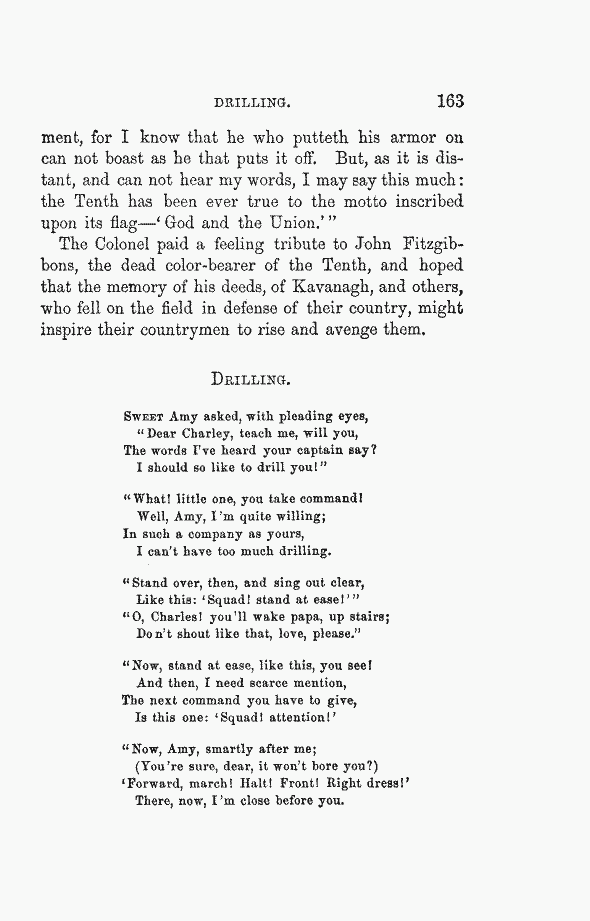 DRILLING. 163
ment, for I know that he who putteth his armor on
can not boast as he that puts it off. But, as it is dis-
tant, and can not hear my words, I may say this much:
the Tenth has been ever true to the motto inscribed
upon its flag—‘God and the Union.’”
The Colonel paid a feeling tribute to John Fitzgib-
bons, the dead color-bearer of the Tenth, and hoped
that the memory of his deeds, of Kavanagh, and others,
who fell on the field in defense of their country, might
inspire their countrymen to rise and avenge them.
DRILLING.
SWEET Amy asked, with pleading eyes,
“Dear Charley, teach me, will you,
The words I’ve heard your captain say?
I should so like to drill you!”
“What! little one, you take command!
Well, Amy, I’m quite willing;
In such a company as yours,
I can’t have too much drilling.
“Stand over, then, and sing out clear,
Like this: ‘Squad! stand at ease!’”
“O, Charles! you’ll wake papa, up stairs;
Don’t shout like that, love, please.”
“Now, stand at ease, like this, you see!
And then, I need scarce mention,
The next command you have to give,
Is this one: ‘Squad! attention!’
“Now, Amy, smartly after me;
(You’re sure, dear, it won’t bore you?)
‘Forward, march! Halt! Front! Right dress!’
There, now, I’m close before you.